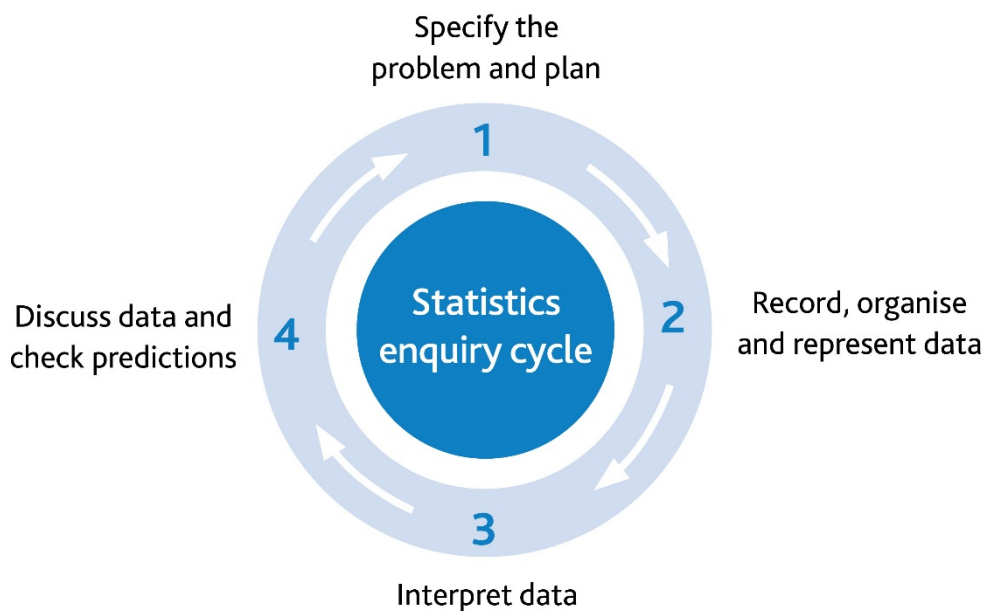 Specify the
problem and plan
1
Statistics
enquiry cycle
2
Record, organise
and represent data
3
Interpret data
4
Discuss data and
check predictions